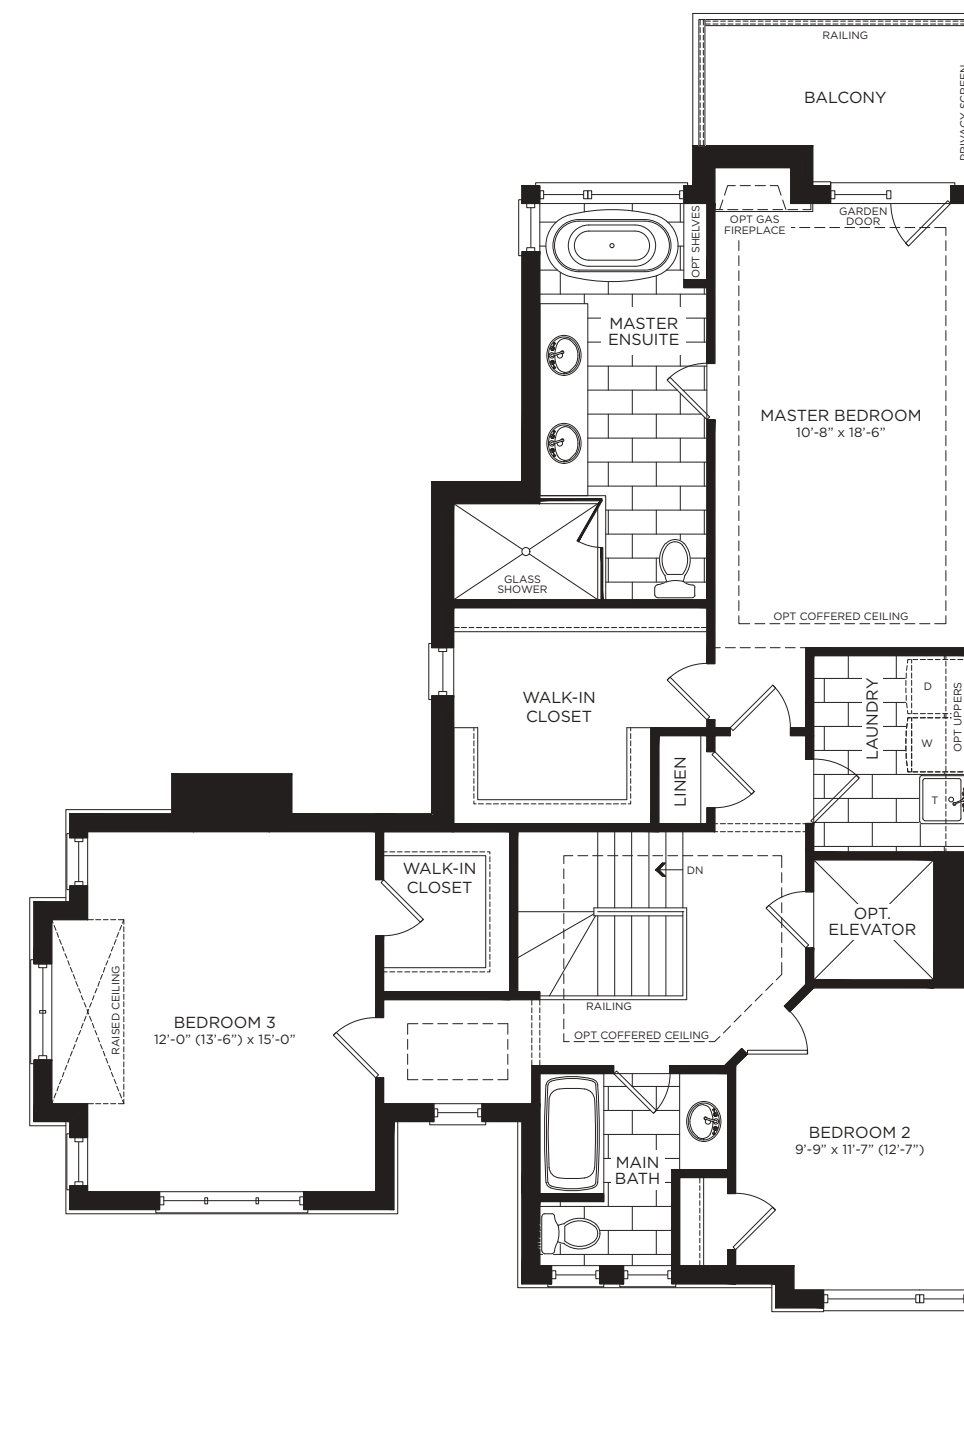 RAILING
BALCONY
PRIVACY SCREEN
OPT GAS
FIREPLACE
GARDEN
DOOR
OPT SHELVES
MASTER
ENSUITE
MASTER BEDROOM
10'-8" x 18'-6"
GLASS
SHOWER
OPT COFFERED CEILING
WALK-IN
CLOSET
LAUNDRY
D
W
OPT UPPERS
T
LINEN
WALK-IN
CLOSET
DN
OPT.
ELEVATOR
RAISED CEILING
BEDROOM 3
12'-0" (13'-6") x 15'-0"
RAILING
OPT COFFERED CEILING
BEDROOM 2
9'-9" x 11'-7" (12'-7")
MAIN
BATH